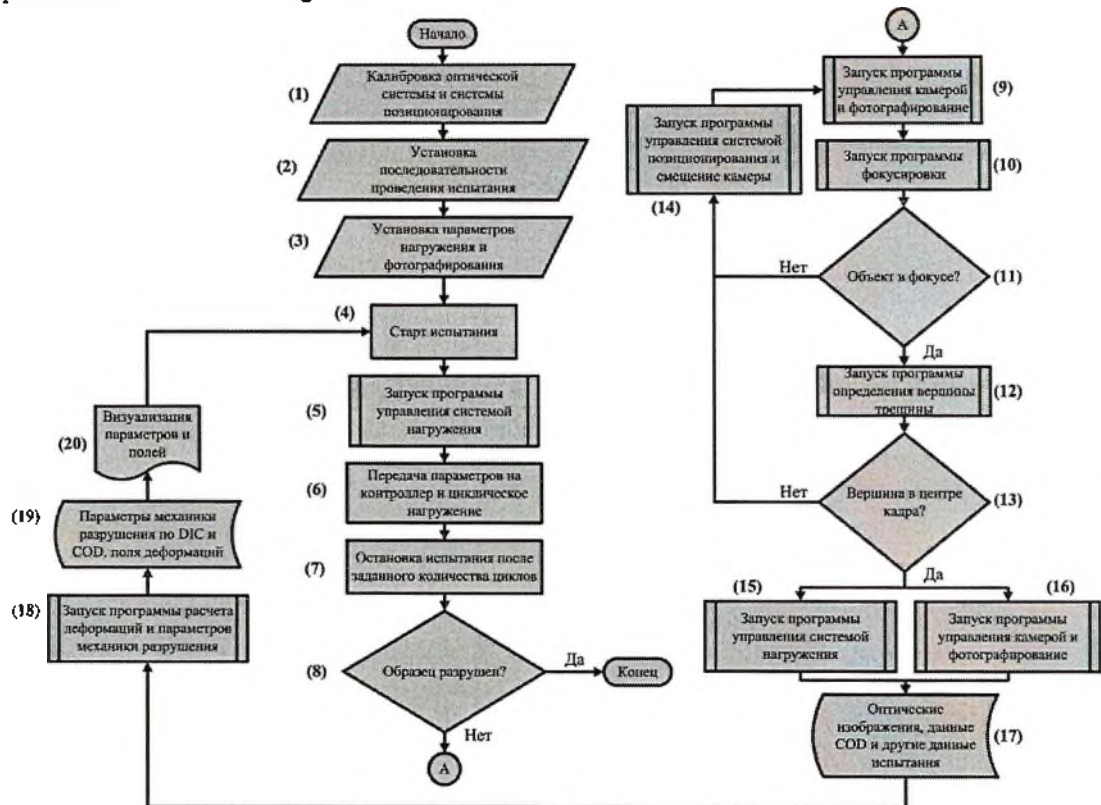 Начало
(1)
Калибровка оптической
системы и системы
позиционирования
(2)
Установка
последовательности
проведения испытания
(3)
Установка параметров
нагружения и
фотографирования
(4)
Старт испытания
(5)
Запуск программы
управления системой
нагружения
(6)
Передача параметров на
контроллер и циклическое
нагружение
(7)
Остановка испытания после
заданного количества циклов
(8)
Образец разрушен?
Да
Конец
Нет
А
А
Запуск программы
управления камерой
и фотографирование
(9)
Запуск программы
фокусировки
(10)
Объект в фокусе?
(11)
Нет
Да
Запуск программы
управления системой
позиционирования и
смещение камеры
(14)
Запуск программы
определения вершины
трещины
(12)
Вершина в центре
кадра?
(13)
Нет
Да
(15)
Запуск программы
управления системой
нагружения
(16)
Запуск программы
управления камерой и
фотографирование
Оптические
изображения, данные
COD и другие данные
испытания
(17)
(18)
Запуск программы расчета
деформаций и параметров
механики разрушения
(19)
Параметры механики
разрушения по DIC и
COD, поля деформаций
(20)
Визуализация
параметров и
полей